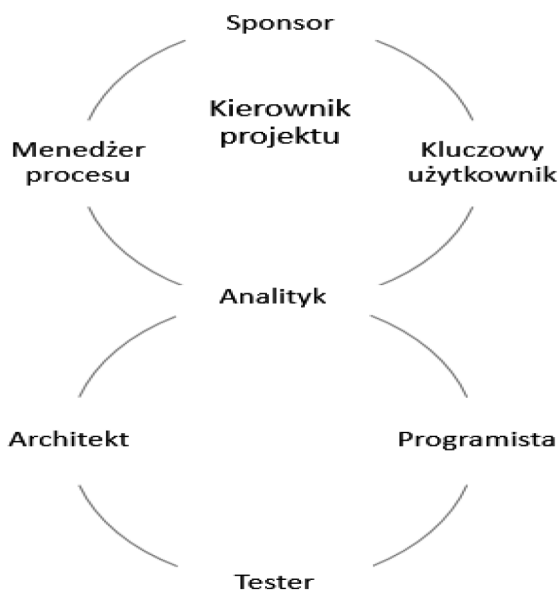 Sponsor
Kierownik
projektu
Menedżer
procesu
Kluczowy
użytkownik
Analityk
Architekt
Programista
Tester